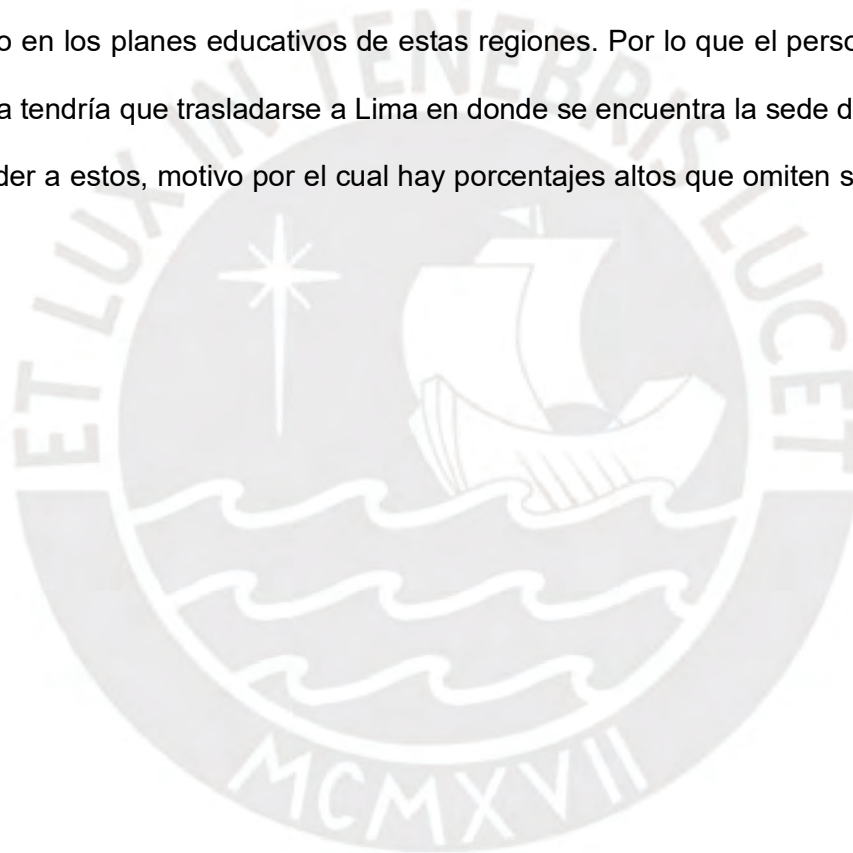 o en los planes educativos de estas regiones. Por lo que el perso
a tendría que trasladarse a Lima en donde se encuentra la sede d
der a estos, motivo por el cual hay porcentajes altos que omiten s
ET LUX IN TENEBRIS LUCET
MCMXVII